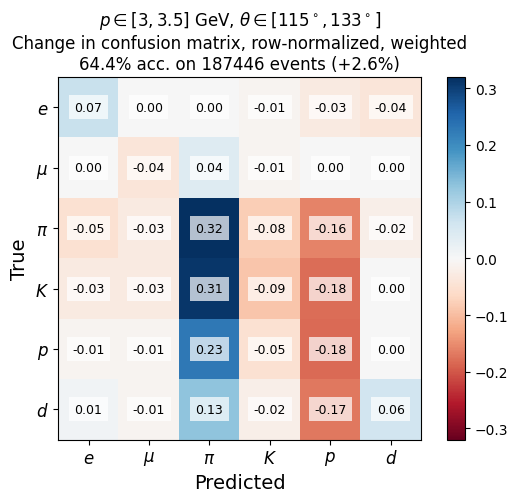 p ∈ [3, 3.5] GeV, θ ∈ [115°, 133°]
Change in confusion matrix, row-normalized, weighted
64.4% acc. on 187446 events (+2.6%)
e 0.07 0.00 0.00 -0.01 -0.03 -0.04
μ 0.00 -0.04 0.04 -0.01 0.00 0.00
π -0.05 -0.03 0.32 -0.08 -0.16 -0.02
K -0.03 -0.03 0.31 -0.09 -0.18 0.00
p -0.01 -0.01 0.23 -0.05 -0.18 0.00
d 0.01 -0.01 0.13 -0.02 -0.17 0.06
e μ π K p d
Predicted
True
0.3
0.2
0.1
0.0
−0.1
−0.2
−0.3